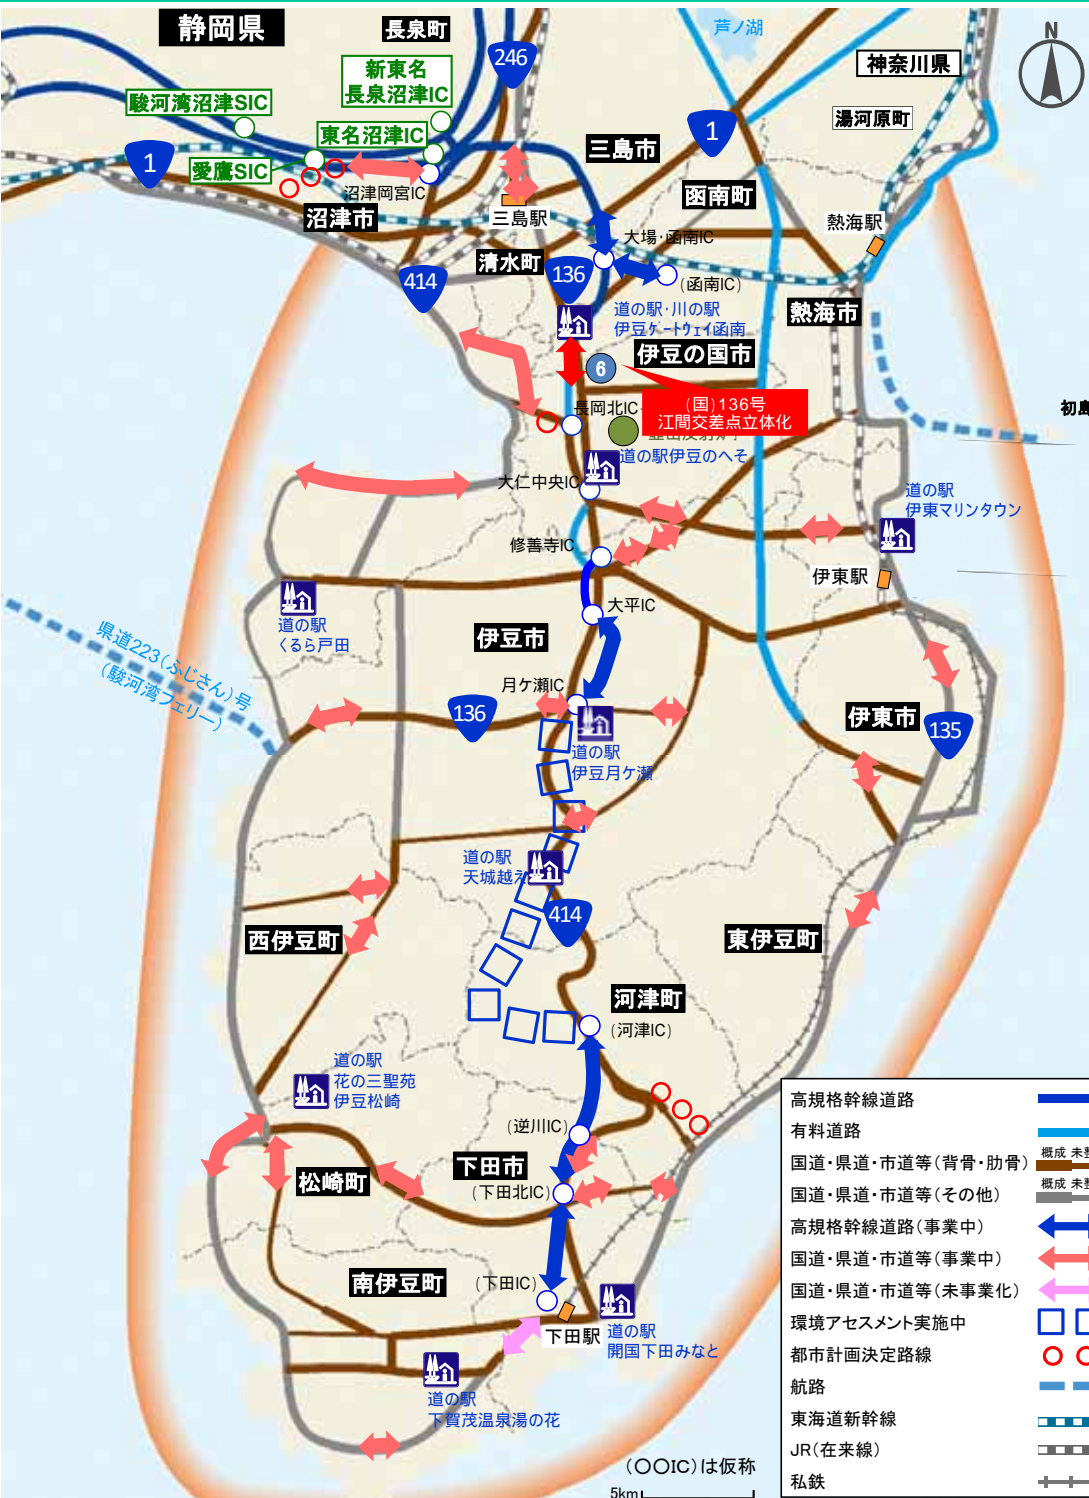 静岡県
長泉町
246
芦ノ湖
N
神奈川県
新東名
長泉沼津IC
駿河湾沼津SIC
東名沼津IC
湯河原町
1
三島市
1
愛鷹SIC
沼津岡宮IC
函南町
沼津市
三島駅
熱海駅
大場・函南IC
清水町
136
414
(函南IC)
道の駅・川の駅
伊豆ゲートウェイ函南
熱海市
伊豆の国市
6
(国)136号
江間交差点立体化
長岡北IC
初島
道の駅伊豆のへそ
大仁中央IC
道の駅
伊東マリンタウン
修善寺IC
伊東駅
大平IC
道の駅
くるら戸田
県道223(ふじさん)号
(駿河湾フェリー)
伊豆市
月ケ瀬IC
136
伊東市
135
道の駅
伊豆月ケ瀬
道の駅
天城越え
414
西伊豆町
東伊豆町
河津町
(河津IC)
道の駅
花の三聖苑
伊豆松崎
(逆川IC)
下田市
松崎町
(下田北IC)
南伊豆町
(下田IC)
下田駅
道の駅
開国下田みなと
道の駅
下賀茂温泉湯の花
高規格幹線道路
有料道路
国道・県道・市道等(背骨・肋骨)
概成 未整
国道・県道・市道等(その他)
概成 未整
高規格幹線道路(事業中)
国道・県道・市道等(事業中)
国道・県道・市道等(未事業化)
環境アセスメント実施中
都市計画決定路線
航路
東海道新幹線
JR(在来線)
私鉄
(〇〇IC)は仮称
5km